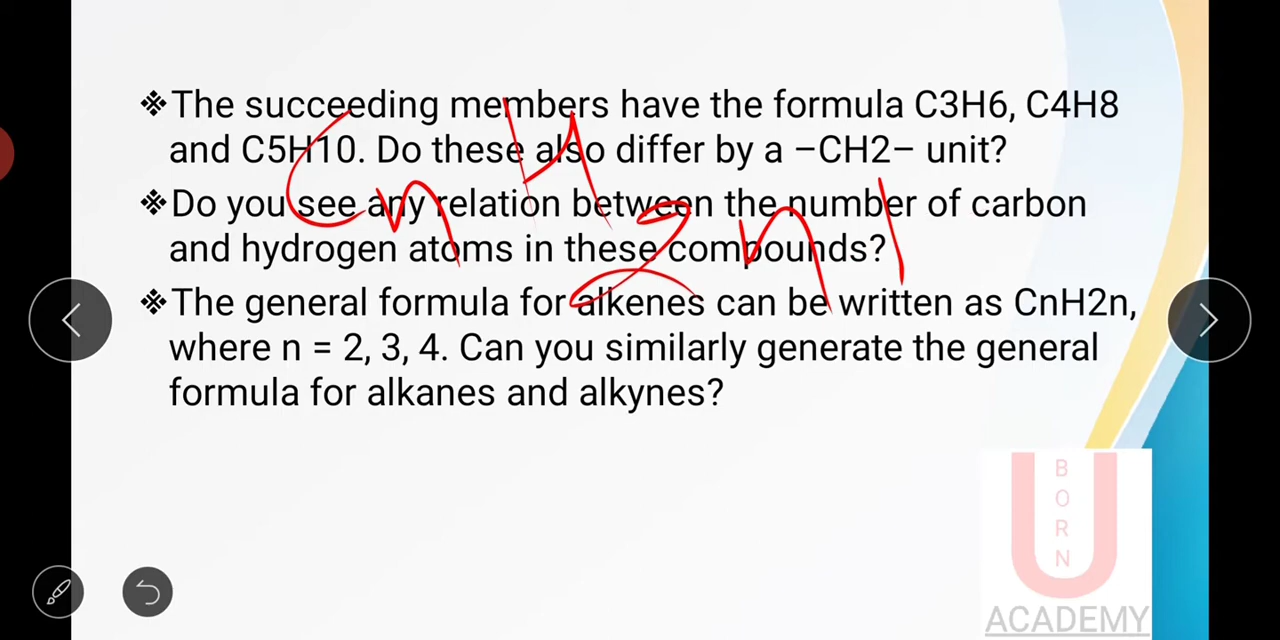 ❖The succeeding members have the formula C3H6, C4H8
and C5H10. Do these also differ by a –CH2– unit?
❖Do you see any relation between the number of carbon
and hydrogen atoms in these compounds?
❖The general formula for alkenes can be written as CnH2n,
where n = 2, 3, 4. Can you similarly generate the general
formula for alkanes and alkynes?
CnH2n
U
BORN
ACADEMY